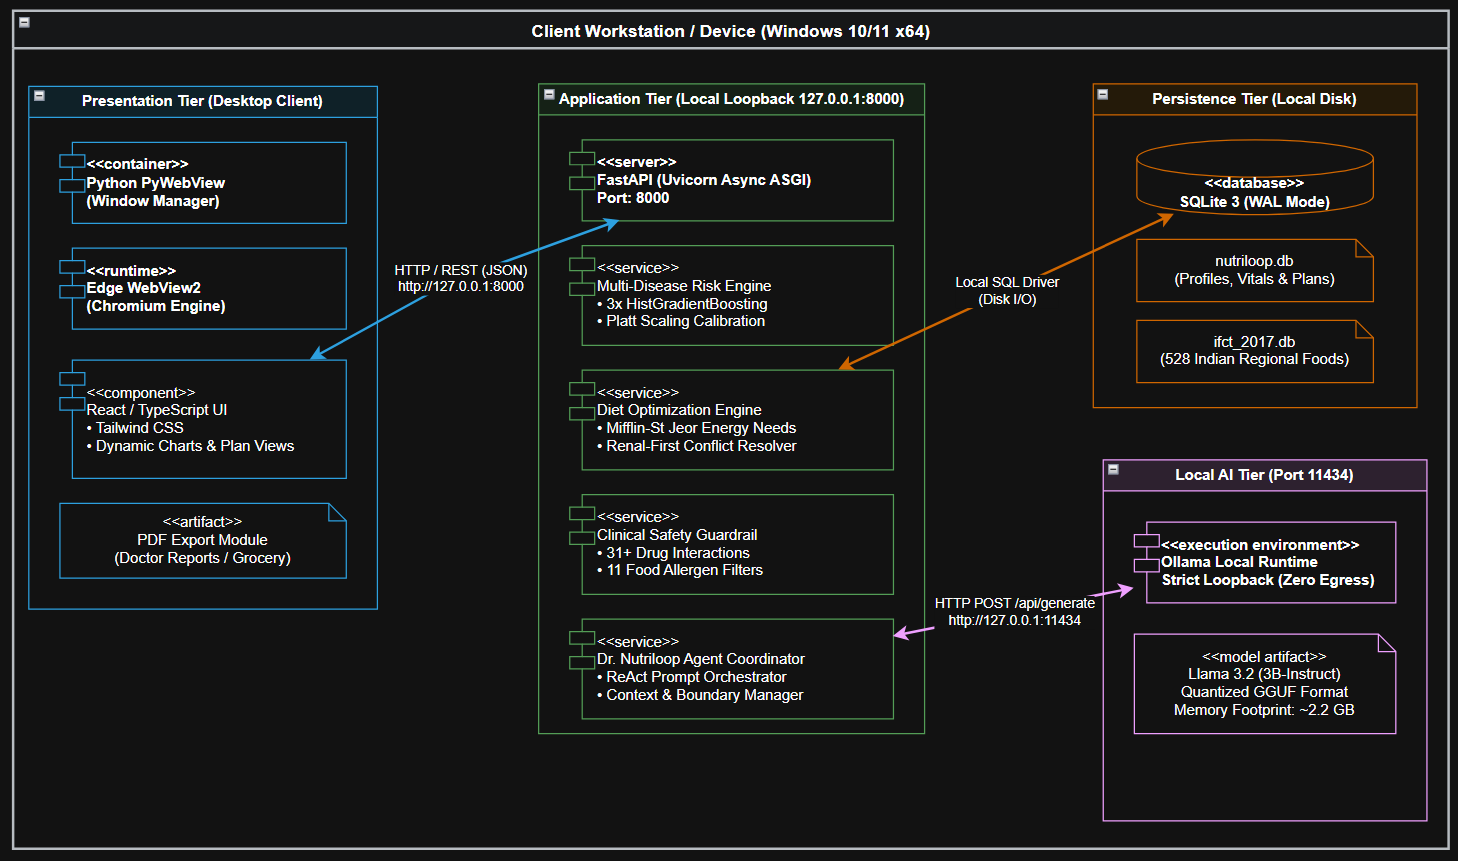 Client Workstation / Device (Windows 10/11 x64)
Presentation Tier (Desktop Client)
<<container>>
Python PyWebView
(Window Manager)
<<runtime>>
Edge WebView2
(Chromium Engine)
<<component>>
React / TypeScript UI
• Tailwind CSS
• Dynamic Charts & Plan Views
<<artifact>>
PDF Export Module
(Doctor Reports / Grocery)
HTTP / REST (JSON)
http://127.0.0.1:8000
Application Tier (Local Loopback 127.0.0.1:8000)
<<server>>
FastAPI (Uvicorn Async ASGI)
Port: 8000
<<service>>
Multi-Disease Risk Engine
• 3x HistGradientBoosting
• Platt Scaling Calibration
<<service>>
Diet Optimization Engine
• Mifflin-St Jeor Energy Needs
• Renal-First Conflict Resolver
<<service>>
Clinical Safety Guardrail
• 31+ Drug Interactions
• 11 Food Allergen Filters
<<service>>
Dr. Nutriloop Agent Coordinator
• ReAct Prompt Orchestrator
• Context & Boundary Manager
Local SQL Driver
(Disk I/O)
HTTP POST /api/generate
http://127.0.0.1:11434
Persistence Tier (Local Disk)
<<database>>
SQLite 3 (WAL Mode)
nutriloop.db
(Profiles, Vitals & Plans)
ifct_2017.db
(528 Indian Regional Foods)
Local AI Tier (Port 11434)
<<execution environment>>
Ollama Local Runtime
Strict Loopback (Zero Egress)
<<model artifact>>
Llama 3.2 (3B-Instruct)
Quantized GGUF Format
Memory Footprint: ~2.2 GB